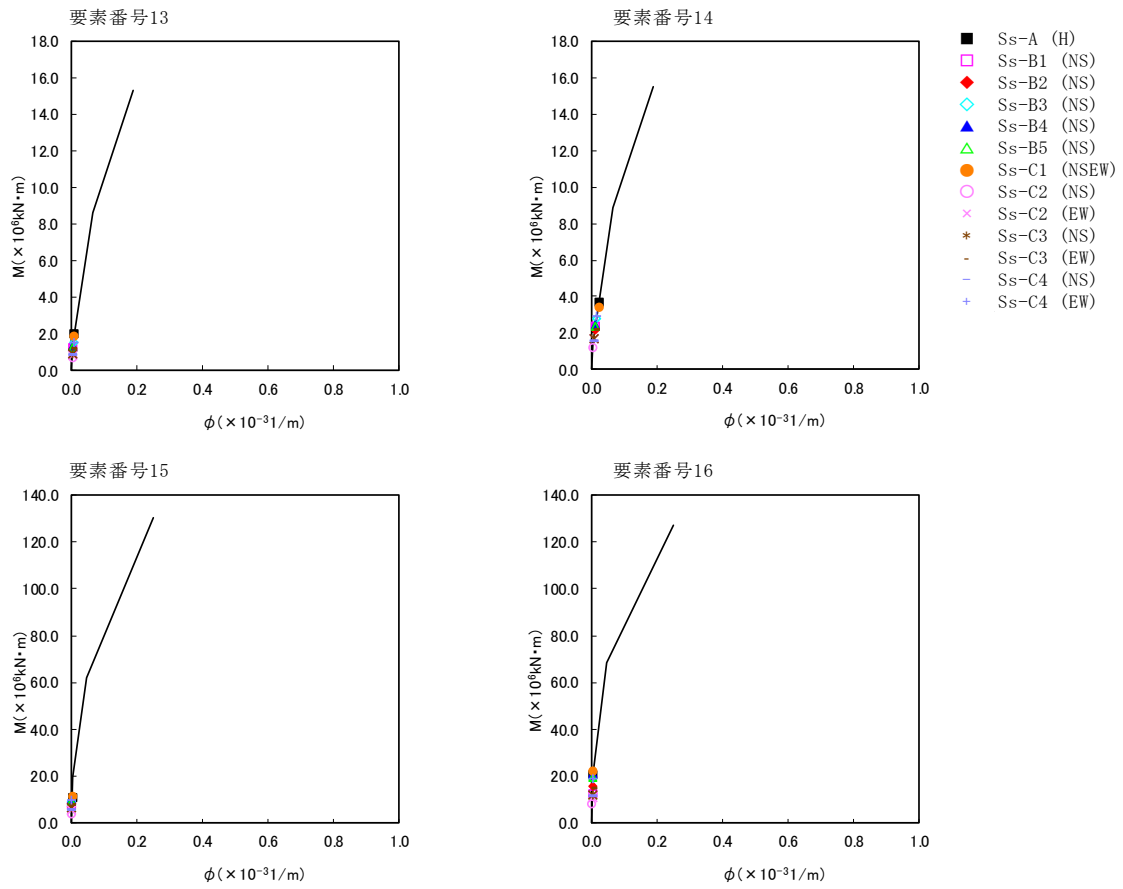 要素番号13
18.0
16.0
14.0
12.0
10.0
8.0
6.0
4.0
2.0
0.0
M(×10⁶kN・m)
0.0 0.2 0.4 0.6 0.8 1.0
φ(×10⁻³1/m)
要素番号14
18.0
16.0
14.0
12.0
10.0
8.0
6.0
4.0
2.0
0.0
M(×10⁶kN・m)
0.0 0.2 0.4 0.6 0.8 1.0
φ(×10⁻³1/m)
Ss-A (H)
Ss-B1 (NS)
Ss-B2 (NS)
Ss-B3 (NS)
Ss-B4 (NS)
Ss-B5 (NS)
Ss-C1 (NSEW)
Ss-C2 (NS)
Ss-C2 (EW)
Ss-C3 (NS)
Ss-C3 (EW)
Ss-C4 (NS)
Ss-C4 (EW)
要素番号15
140.0
120.0
100.0
80.0
60.0
40.0
20.0
0.0
M(×10⁶kN・m)
0.0 0.2 0.4 0.6 0.8 1.0
φ(×10⁻³1/m)
要素番号16
140.0
120.0
100.0
80.0
60.0
40.0
20.0
0.0
M(×10⁶kN・m)
0.0 0.2 0.4 0.6 0.8 1.0
φ(×10⁻³1/m)